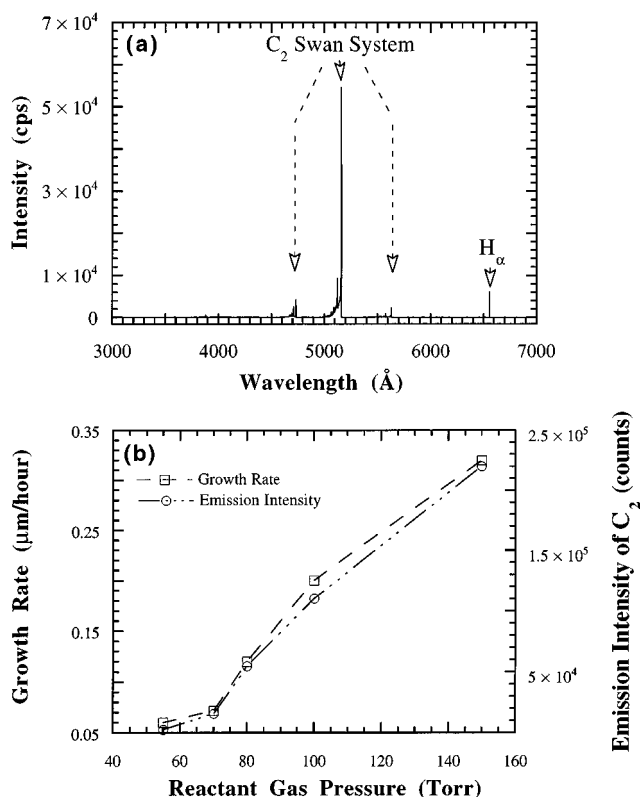 (a)
C₂ Swan System
Hα
Intensity (cps)
7 × 10⁴
5 × 10⁴
3 × 10⁴
1 × 10⁴
0
3000 4000 5000 6000 7000
Wavelength (Å)
(b)
Growth Rate
Emission Intensity
Growth Rate (μm/hour)
0.35
0.25
0.15
0.05
Emission Intensity of C₂ (counts)
2.5 × 10⁵
1.5 × 10⁵
5 × 10⁴
40 60 80 100 120 140 160
Reactant Gas Pressure (Torr)